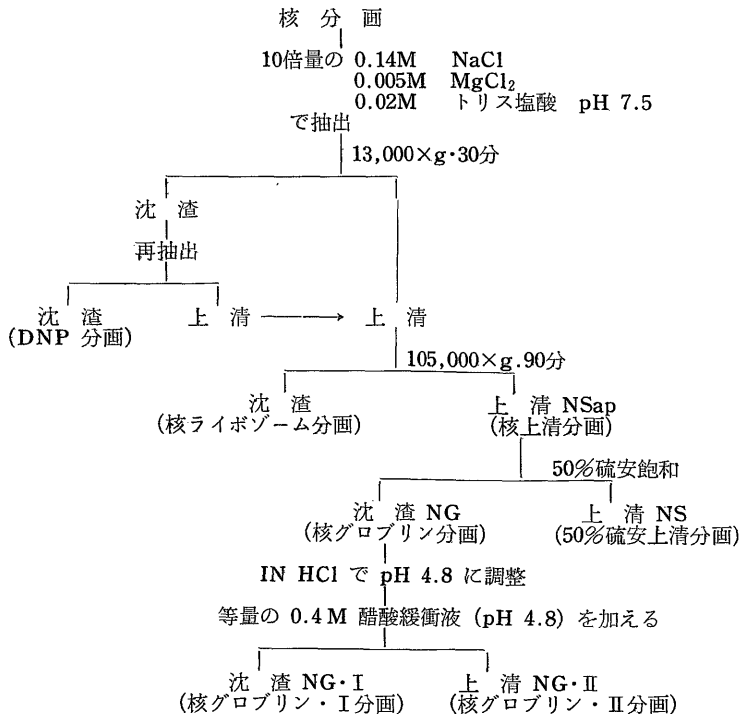 核 分 画
10倍量の 0.14M NaCl
0.005M MgCl₂
0.02M トリス塩酸 pH 7.5
で抽出
13,000×g・30分
沈 渣
再抽出
沈 渣 上 清 → 上 清
(DNP 分画)
105,000×g.90分
沈 渣 上 清 NSap
(核ライボゾーム分画) (核上清分画)
50%硫安飽和
沈 渣 NG 上 清 NS
(核グロブリン分画) (50%硫安上清分画)
IN HCl で pH 4.8 に調整
等量の 0.4M 醋酸緩衝液 (pH 4.8) を加える
沈 渣 NG・I 上 清 NG・II
(核グロブリン・I分画) (核グロブリン・II分画)